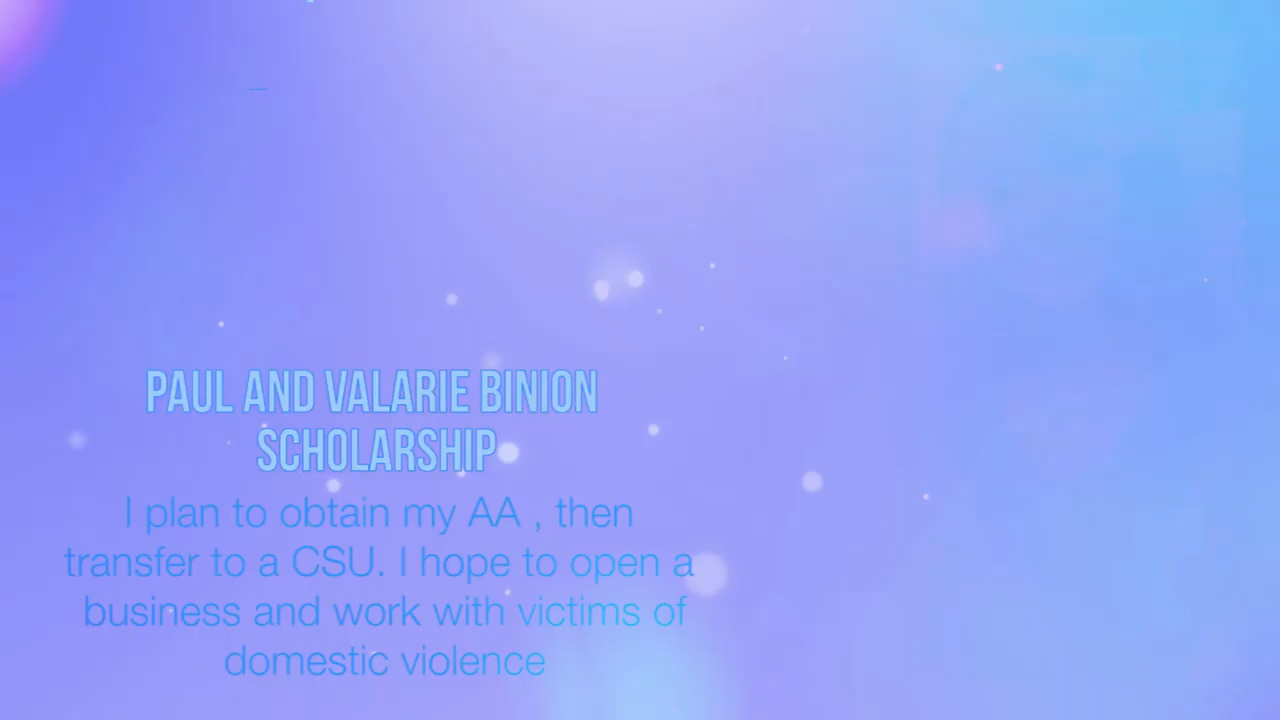 PAUL AND VALARIE BINION
SCHOLARSHIP
I plan to obtain my AA , then
transfer to a CSU. I hope to open a
business and work with victims of
domestic violence